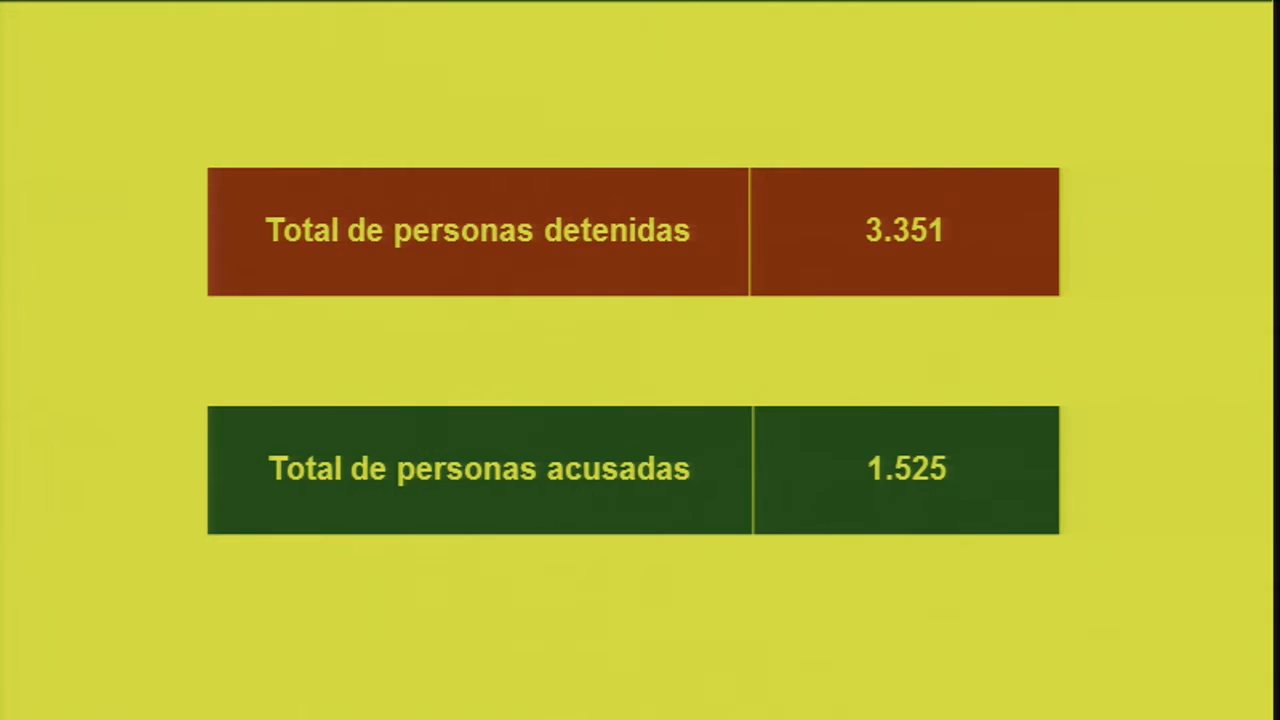 Total de personas detenidas 3.351
Total de personas acusadas 1.525